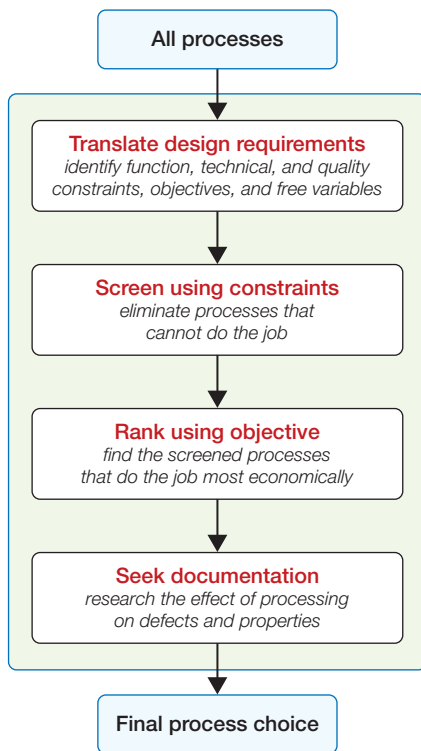 All processes
Translate design requirements
identify function, technical, and quality
constraints, objectives, and free variables
Screen using constraints
eliminate processes that
cannot do the job
Rank using objective
find the screened processes
that do the job most economically
Seek documentation
research the effect of processing
on defects and properties
Final process choice